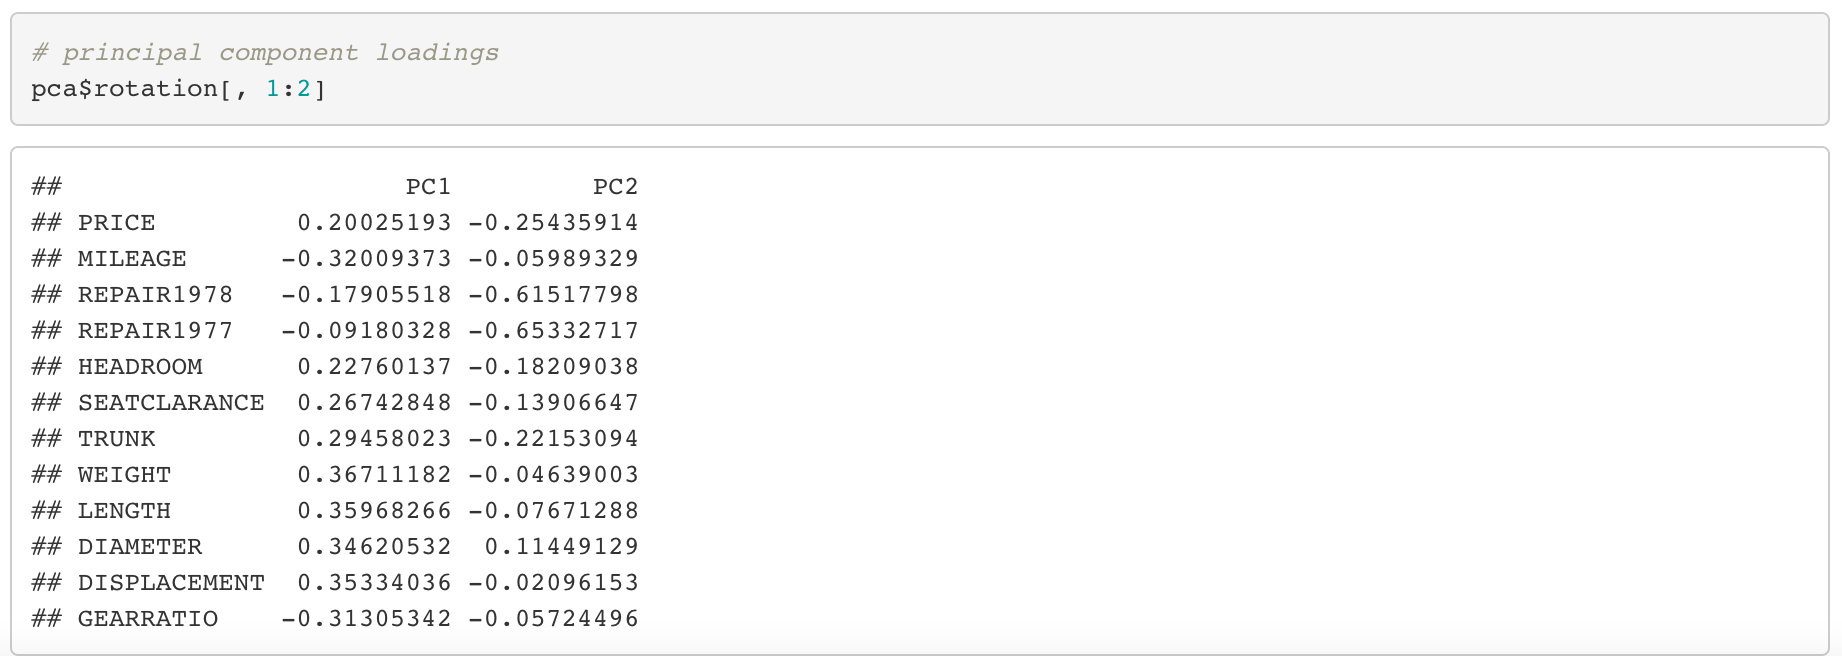 # principal component loadings
pca$rotation[, 1:2]
##                      PC1         PC2
## PRICE         0.20025193 -0.25435914
## MILEAGE      -0.32009373 -0.05989329
## REPAIR1978   -0.17905518 -0.61517798
## REPAIR1977   -0.09180328 -0.65332717
## HEADROOM      0.22760137 -0.18209038
## SEATCLARANCE  0.26742848 -0.13906647
## TRUNK         0.29458023 -0.22153094
## WEIGHT        0.36711182 -0.04639003
## LENGTH        0.35968266 -0.07671288
## DIAMETER      0.34620532  0.11449129
## DISPLACEMENT  0.35334036 -0.02096153
## GEARRATIO    -0.31305342 -0.05724496